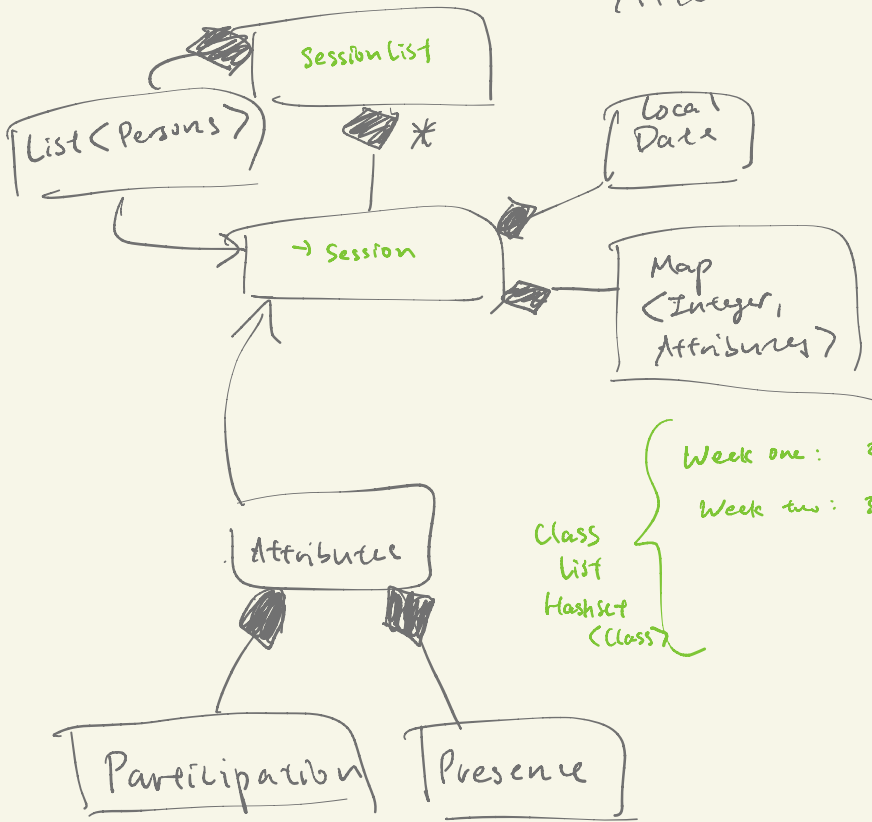 SessionList
*
List<Persons>
Local
Date
→ Session
Map
<Integer,
Attributes>
Week one:
Week two:
Class
List
Hashset
<Class>
Attributes
Participation
Presence